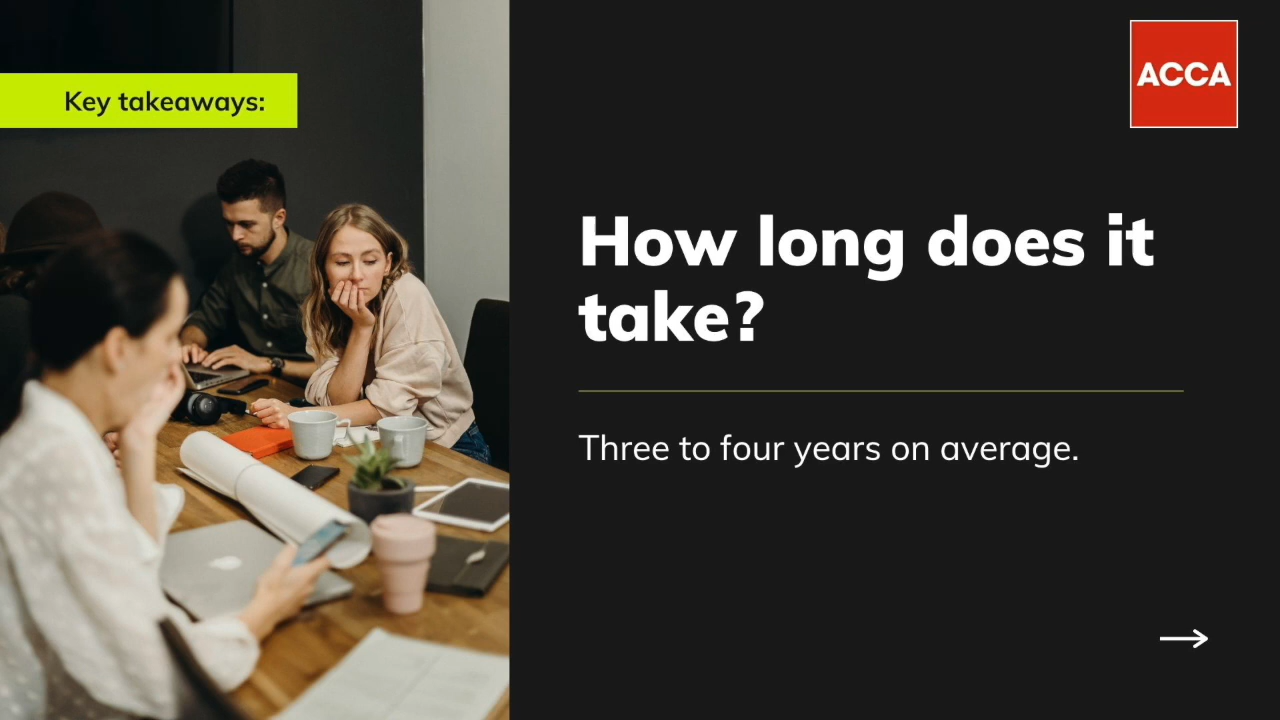 Key takeaways:
ACCA
How long does it
take?
Three to four years on average.